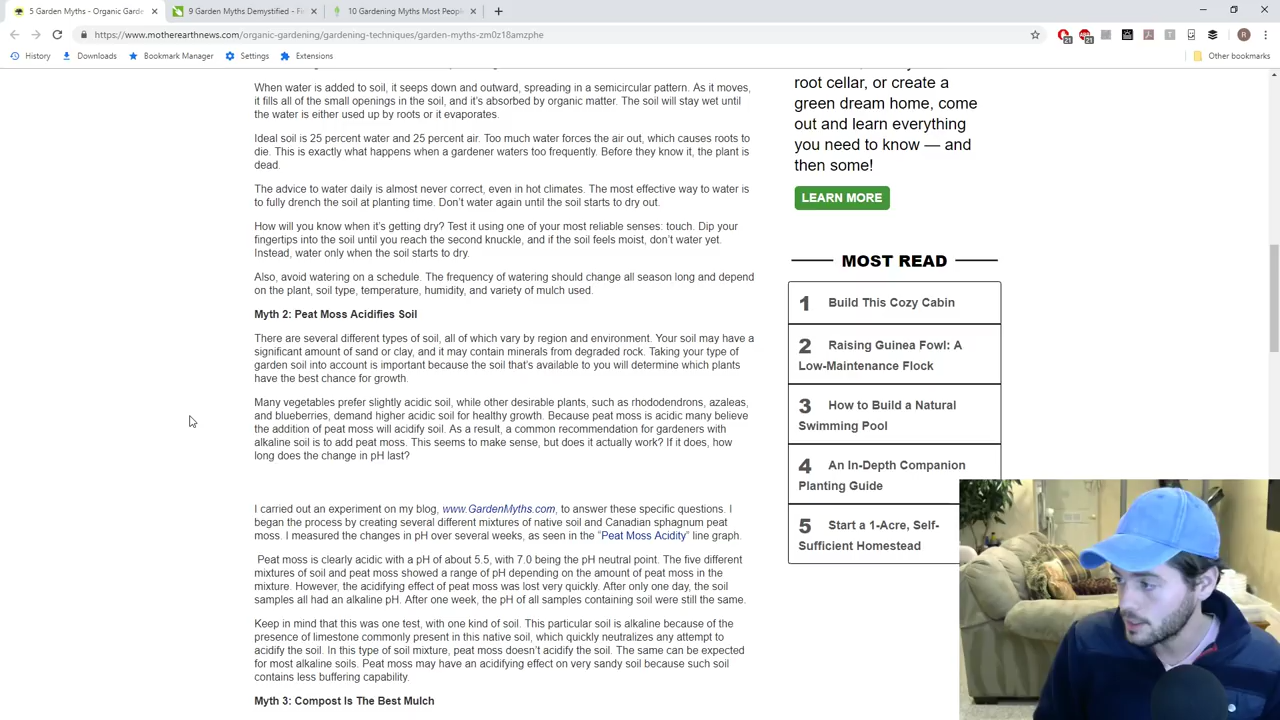 5 Garden Myths - Organic Garde
9 Garden Myths Demystified - Fi
10 Gardening Myths Most Peopl
https://www.motherearthnews.com/organic-gardening/gardening-techniques/garden-myths-zm0z18amzphe
21
21
R
History
Downloads
Bookmark Manager
Settings
Extensions
Other bookmarks
When water is added to soil, it seeps down and outward, spreading in a semicircular pattern. As it moves,
it fills all of the small openings in the soil, and it's absorbed by organic matter. The soil will stay wet until
the water is either used up by roots or it evaporates.
Ideal soil is 25 percent water and 25 percent air. Too much water forces the air out, which causes roots to
die. This is exactly what happens when a gardener waters too frequently. Before they know it, the plant is
dead.
The advice to water daily is almost never correct, even in hot climates. The most effective way to water is
to fully drench the soil at planting time. Don't water again until the soil starts to dry out.
How will you know when it's getting dry? Test it using one of your most reliable senses: touch. Dip your
fingertips into the soil until you reach the second knuckle, and if the soil feels moist, don't water yet.
Instead, water only when the soil starts to dry.
Also, avoid watering on a schedule. The frequency of watering should change all season long and depend
on the plant, soil type, temperature, humidity, and variety of mulch used.
Myth 2: Peat Moss Acidifies Soil
There are several different types of soil, all of which vary by region and environment. Your soil may have a
significant amount of sand or clay, and it may contain minerals from degraded rock. Taking your type of
garden soil into account is important because the soil that's available to you will determine which plants
have the best chance for growth.
Many vegetables prefer slightly acidic soil, while other desirable plants, such as rhododendrons, azaleas,
and blueberries, demand higher acidic soil for healthy growth. Because peat moss is acidic many believe
the addition of peat moss will acidify soil. As a result, a common recommendation for gardeners with
alkaline soil is to add peat moss. This seems to make sense, but does it actually work? If it does, how
long does the change in pH last?
I carried out an experiment on my blog, www.GardenMyths.com, to answer these specific questions. I
began the process by creating several different mixtures of native soil and Canadian sphagnum peat
moss. I measured the changes in pH over several weeks, as seen in the "Peat Moss Acidity" line graph.
Peat moss is clearly acidic with a pH of about 5.5, with 7.0 being the pH neutral point. The five different
mixtures of soil and peat moss showed a range of pH depending on the amount of peat moss in the
mixture. However, the acidifying effect of peat moss was lost very quickly. After only one day, the soil
samples all had an alkaline pH. After one week, the pH of all samples containing soil were still the same.
Keep in mind that this was one test, with one kind of soil. This particular soil is alkaline because of the
presence of limestone commonly present in this native soil, which quickly neutralizes any attempt to
acidify the soil. In this type of soil mixture, peat moss doesn't acidify the soil. The same can be expected
for most alkaline soils. Peat moss may have an acidifying effect on very sandy soil because such soil
contains less buffering capability.
Myth 3: Compost Is The Best Mulch
root cellar, or create a
green dream home, come
out and learn everything
you need to know — and
then some!
LEARN MORE
MOST READ
1 Build This Cozy Cabin
2 Raising Guinea Fowl: A
Low-Maintenance Flock
3 How to Build a Natural
Swimming Pool
4 An In-Depth Companion
Planting Guide
5 Start a 1-Acre, Self-
Sufficient Homestead